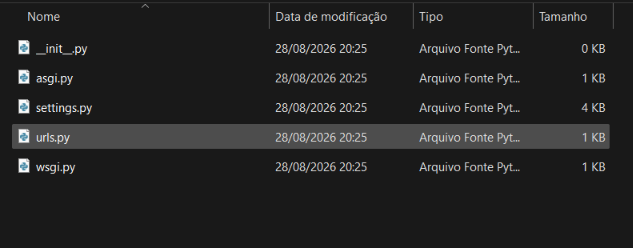 Nome Data de modificação Tipo Tamanho
__init__.py 28/08/2026 20:25 Arquivo Fonte Pyt... 0 KB
asgi.py 28/08/2026 20:25 Arquivo Fonte Pyt... 1 KB
settings.py 28/08/2026 20:25 Arquivo Fonte Pyt... 4 KB
urls.py 28/08/2026 20:25 Arquivo Fonte Pyt... 1 KB
wsgi.py 28/08/2026 20:25 Arquivo Fonte Pyt... 1 KB